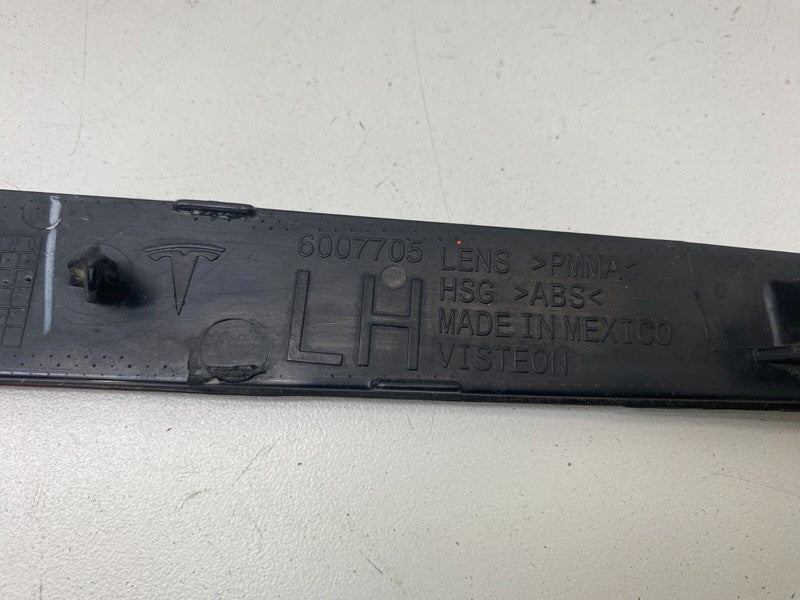 6007705
LH
LENS >PMMA<
HSG >ABS<
MADE IN MEXICO
VISTEON